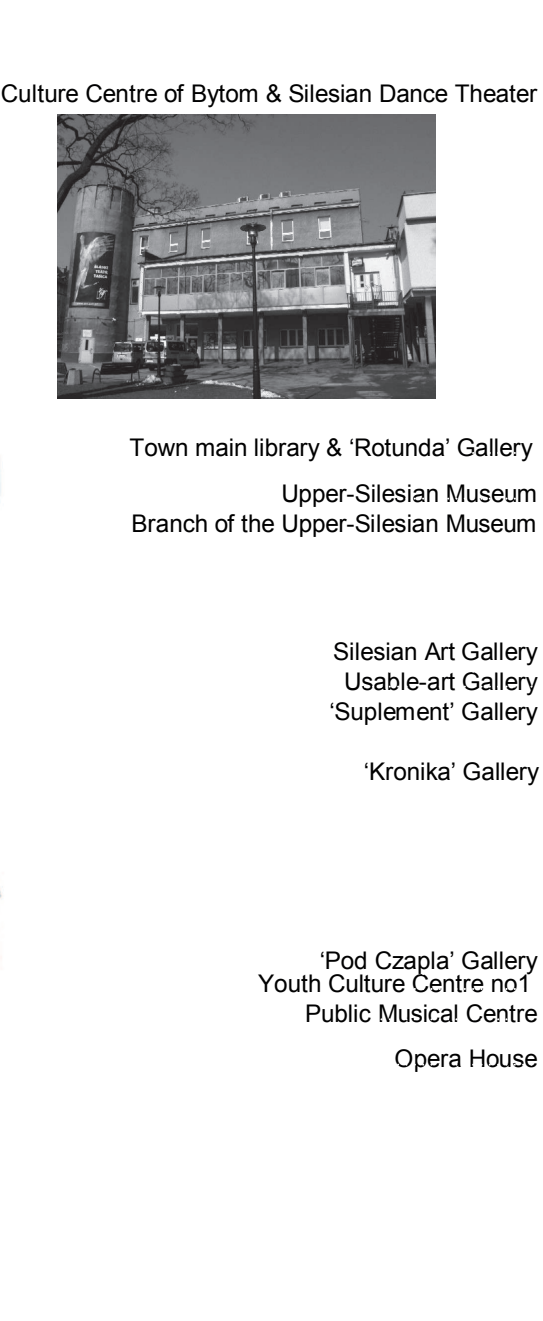 Culture Centre of Bytom & Silesian Dance Theater
Town main library & ‘Rotunda’ Gallery
Upper-Silesian Museum
Branch of the Upper-Silesian Museum
Silesian Art Gallery
Usable-art Gallery
‘Suplement’ Gallery
‘Kronika’ Gallery
‘Pod Czapla’ Gallery
Youth Culture Centre no1
Public Musical Centre
Opera House